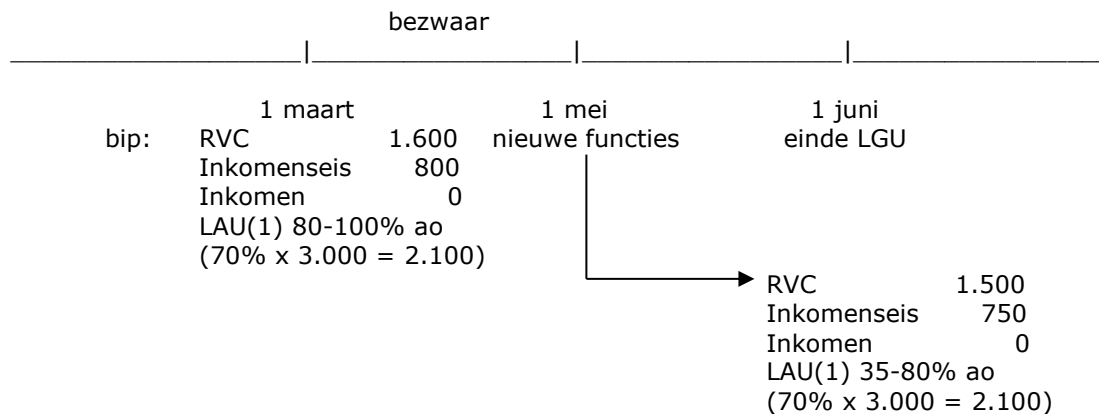 bezwaar
1 maart 1 mei 1 juni
bip: RVC 1.600 nieuwe functies einde LGU
Inkomenseis 800
Inkomen 0
LAU(1) 80-100% ao
(70% x 3.000 = 2.100)
RVC 1.500
Inkomenseis 750
Inkomen 0
LAU(1) 35-80% ao
(70% x 3.000 = 2.100)